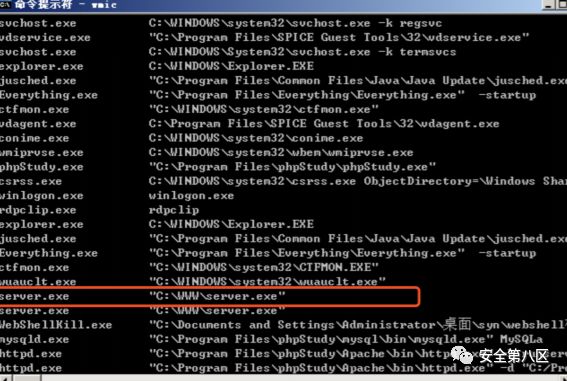 命令提示符 - wmic
svchost.exe C:\WINDOWS\system32\svchost.exe -k regsvc
vdservice.exe "C:\Program Files\SPICE Guest Tools\32\vdservice.exe"
svchost.exe C:\WINDOWS\System32\svchost.exe -k termsvcs
explorer.exe C:\WINDOWS\Explorer.EXE
jusched.exe "C:\Program Files\Common Files\Java\Java Update\jusched.exe
Everything.exe "C:\Program Files\Everything\Everything.exe" -startup
ctfmon.exe "C:\WINDOWS\system32\ctfmon.exe"
vdagent.exe C:\Program Files\SPICE Guest Tools\32\vdagent.exe
conime.exe C:\WINDOWS\system32\conime.exe
wmiprvse.exe C:\WINDOWS\system32\wbem\wmiprvse.exe
phpStudy.exe "C:\Program Files\phpStudy\phpStudy.exe"
csrss.exe C:\WINDOWS\system32\csrss.exe ObjectDirectory=\Windows Shar
winlogon.exe winlogon.exe
rdpclip.exe rdpclip
explorer.exe C:\WINDOWS\Explorer.EXE
jusched.exe "C:\Program Files\Common Files\Java\Java Update\jusched.exe
Everything.exe "C:\Program Files\Everything\Everything.exe" -startup
ctfmon.exe "C:\WINDOWS\system32\CTFMON.EXE"
wuauclt.exe "C:\WINDOWS\system32\wuauclt.exe"
server.exe "C:\WWW\server.exe"
server.exe "C:\WWW\server.exe"
WebShellKill.exe "C:\Documents and Settings\Administrator\桌面\syn\webshell
mysqld.exe "C:\Program Files\phpStudy\mysql\bin\mysqld.exe" MySQLa
httpd.exe "C:\Program Files\phpStudy\Apache\bin\httpd.exe"
httpd.exe "C:\Program Files\phpStudy\Apache\bin\httpd.exe" -d "C:/Pr
安全第八区